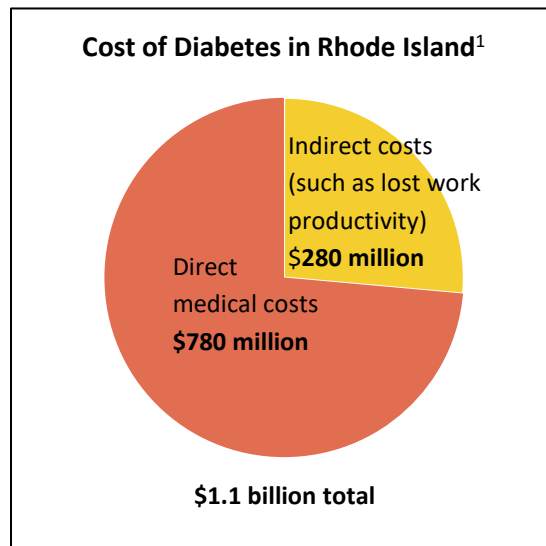 Cost of Diabetes in Rhode Island¹
Indirect costs
(such as lost work
productivity)
$280 million
Direct
medical costs
$780 million
$1.1 billion total